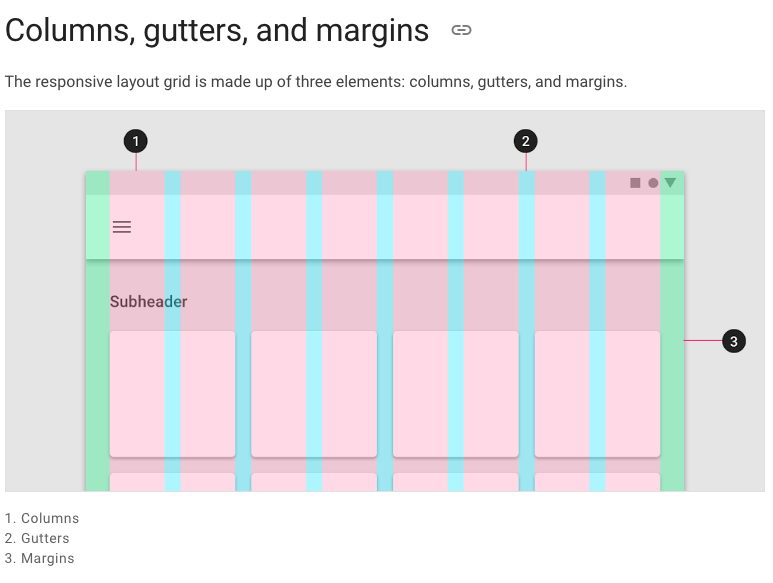 Columns, gutters, and margins
The responsive layout grid is made up of three elements: columns, gutters, and margins.
1
2
Subheader
3
1. Columns
2. Gutters
3. Margins